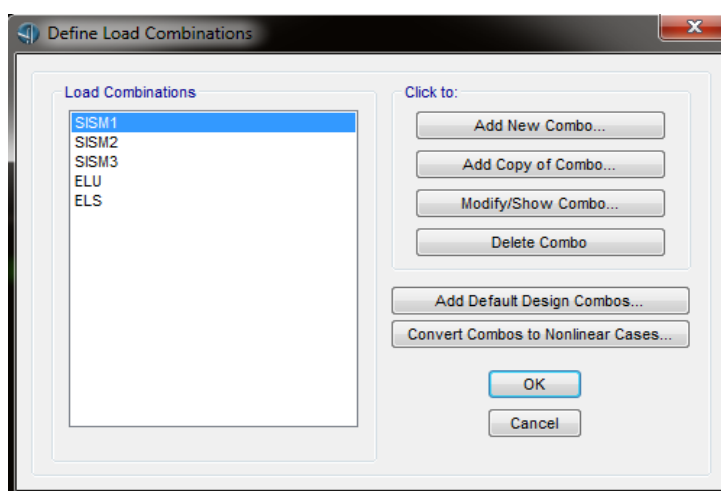 Define Load Combinations
Load Combinations
SISM1
SISM2
SISM3
ELU
ELS
Click to:
Add New Combo...
Add Copy of Combo...
Modify/Show Combo...
Delete Combo
Add Default Design Combos...
Convert Combos to Nonlinear Cases...
OK
Cancel